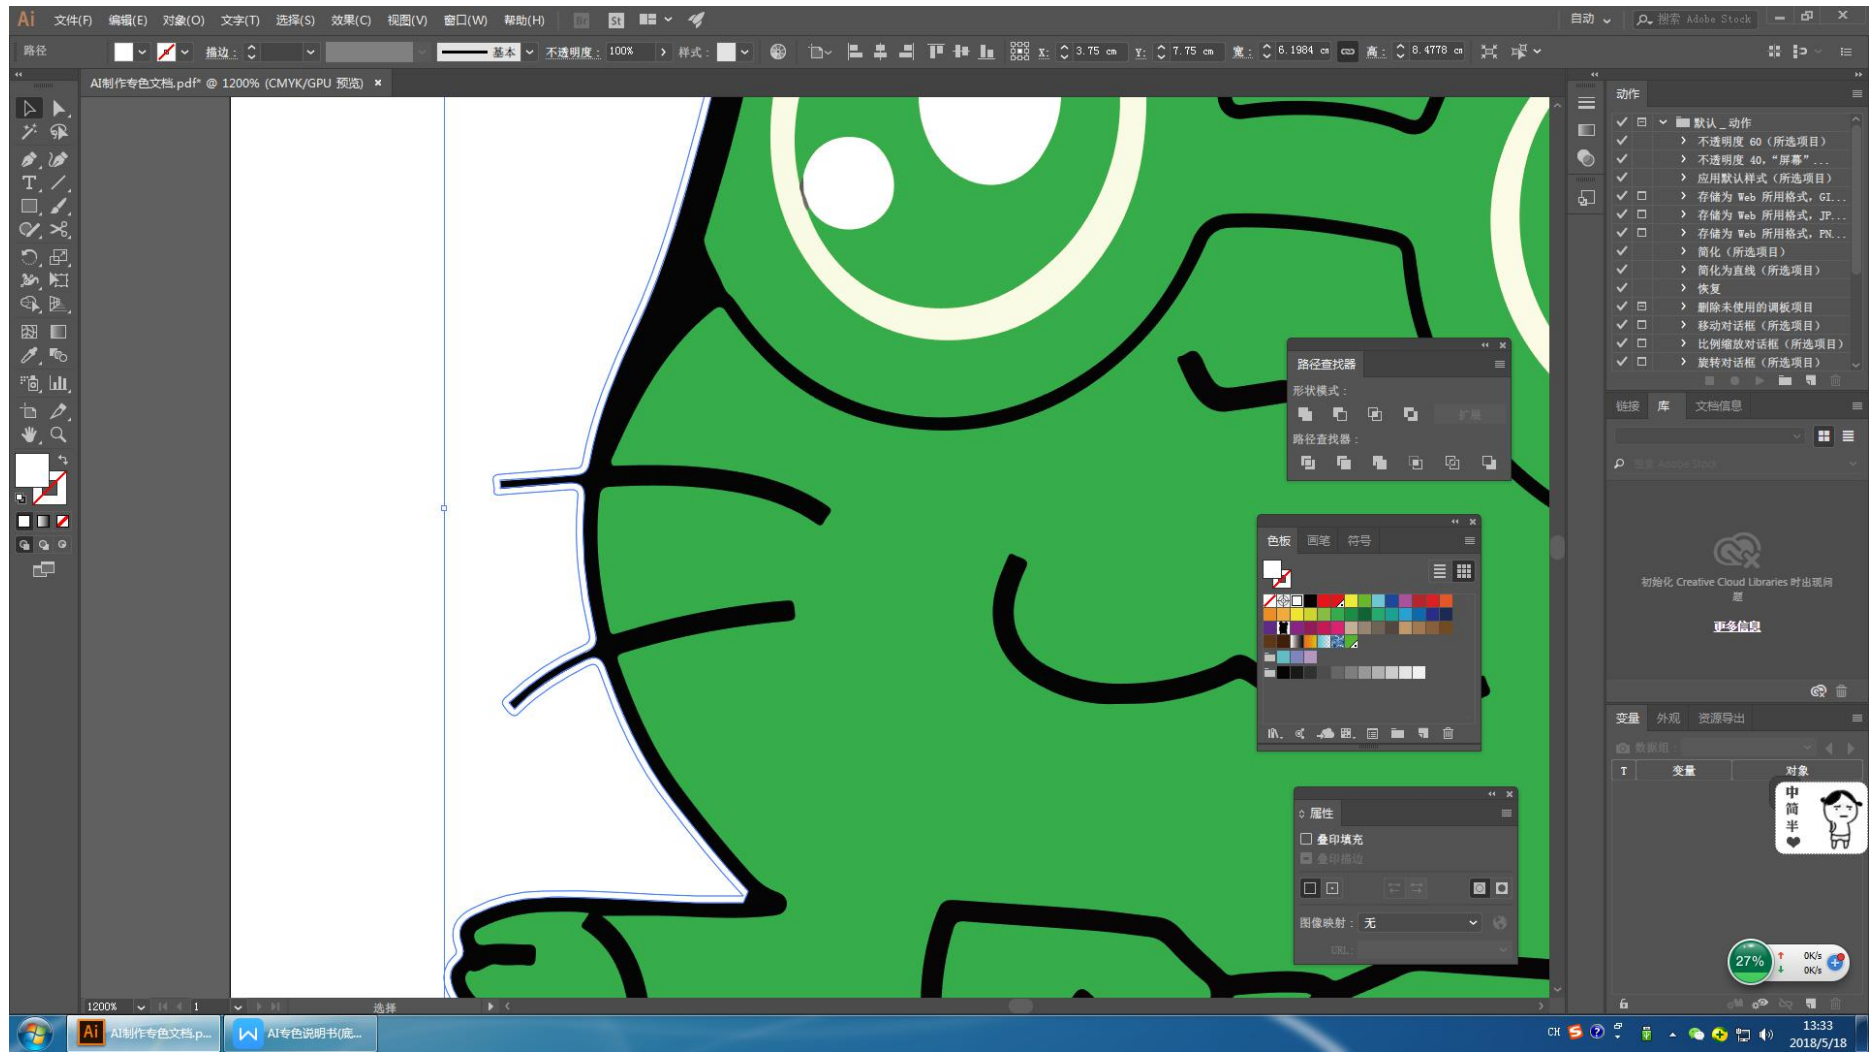 Ai 文件(F) 编辑(E) 对象(O) 文字(T) 选择(S) 效果(C) 视图(V) 窗口(W) 帮助(H) Br St 自动 搜索 Adobe Stock
路径 描边: 基本 不透明度: 100% 样式: X: 3.75 cm Y: 7.75 cm 宽: 6.1984 cm 高: 8.4778 cm
AI制作专色文档.pdf* @ 1200% (CMYK/GPU 预览) ×
动作
默认_动作
不透明度 60 (所选项目)
不透明度 40,“屏幕”...
应用默认样式 (所选项目)
存储为 Web 所用格式, GI...
存储为 Web 所用格式, JP...
存储为 Web 所用格式, PN...
简化 (所选项目)
简化为直线 (所选项目)
恢复
删除未使用的调板项目
移动对话框 (所选项目)
比例缩放对话框 (所选项目)
旋转对话框 (所选项目)
路径查找器
形状模式:
扩展
路径查找器:
链接 库 文档信息
搜索 Adobe Stock
色板 画笔 符号
初始化 Creative Cloud Libraries 时出现问
题
更多信息
变量 外观 资源导出
数据组:
T 变量 对象
属性
叠印填充
叠印描边
图像映射: 无
URL:
中
简
半
27% 0K/s
0K/s
1200% 1 选择
Ai AI制作专色文档.p...
AI专色说明书(底...
CH
13:33
2018/5/18